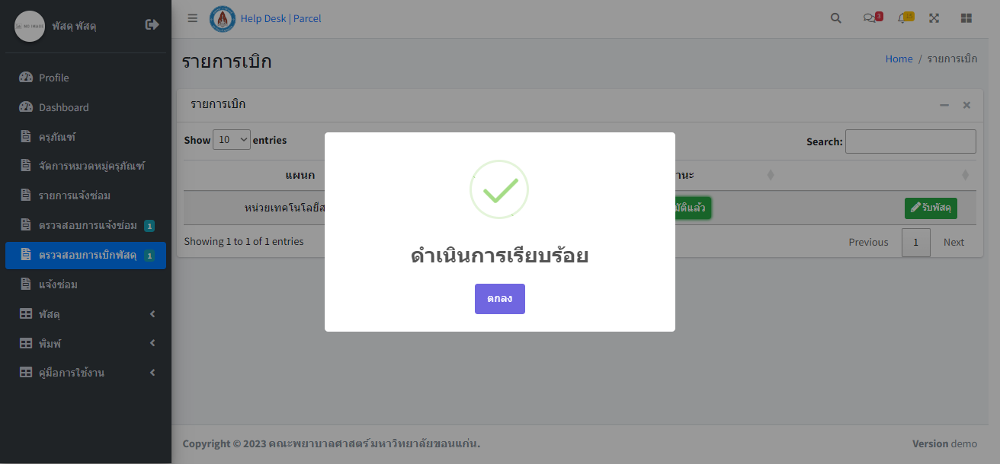 พัสดุ พัสดุ
Profile
Dashboard
ครุภัณฑ์
จัดการหมวดหมู่ครุภัณฑ์
รายการแจ้งซ่อม
ตรวจสอบการแจ้งซ่อม 1
ตรวจสอบการเบิกพัสดุ 1
แจ้งซ่อม
พัสดุ
พิมพ์
คู่มือการใช้งาน
Help Desk | Parcel
3
15
รายการเบิก
Home / รายการเบิก
รายการเบิก
Show 10 entries
Search:
แผนก
หน่วยเทคโนโลยีส
รับพัสดุ
Showing 1 to 1 of 1 entries
Previous 1 Next
ดำเนินการเรียบร้อย
ตกลง
Copyright © 2023 คณะพยาบาลศาสตร์ มหาวิทยาลัยขอนแก่น.
Version demo